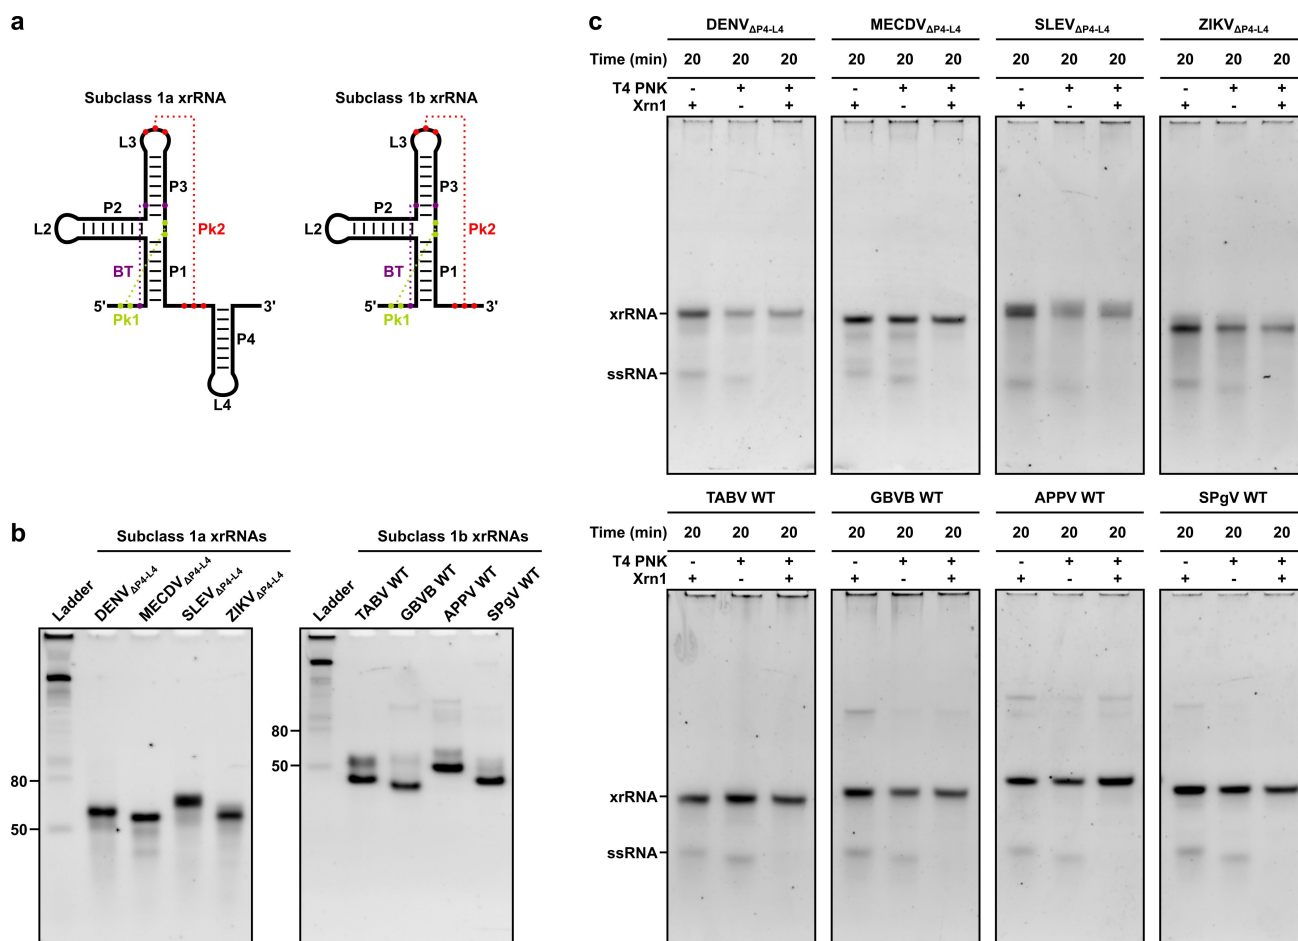 a
Subclass 1a xrRNA
L3
P3
P2
L2
Pk2
BT
P1
5'
3'
Pk1
P4
L4
Subclass 1b xrRNA
L3
P3
P2
L2
Pk2
BT
P1
5'
3'
Pk1
b
Subclass 1a xrRNAs
Ladder
DENVΔP4-L4
MECDVΔP4-L4
SLEVΔP4-L4
ZIKVΔP4-L4
80
50
Subclass 1b xrRNAs
Ladder
TABV WT
GBVB WT
APPV WT
SPgV WT
80
50
c
DENVΔP4-L4 MECDVΔP4-L4 SLEVΔP4-L4 ZIKVΔP4-L4
Time (min) 20 20 20 20 20 20 20 20 20 20 20 20
T4 PNK - + + - + + - + + - + +
Xrn1 + - + + - + + - + + - +
xrRNA
ssRNA
TABV WT GBVB WT APPV WT SPgV WT
Time (min) 20 20 20 20 20 20 20 20 20 20 20 20
T4 PNK - + + - + + - + + - + +
Xrn1 + - + + - + + - + + - +
xrRNA
ssRNA